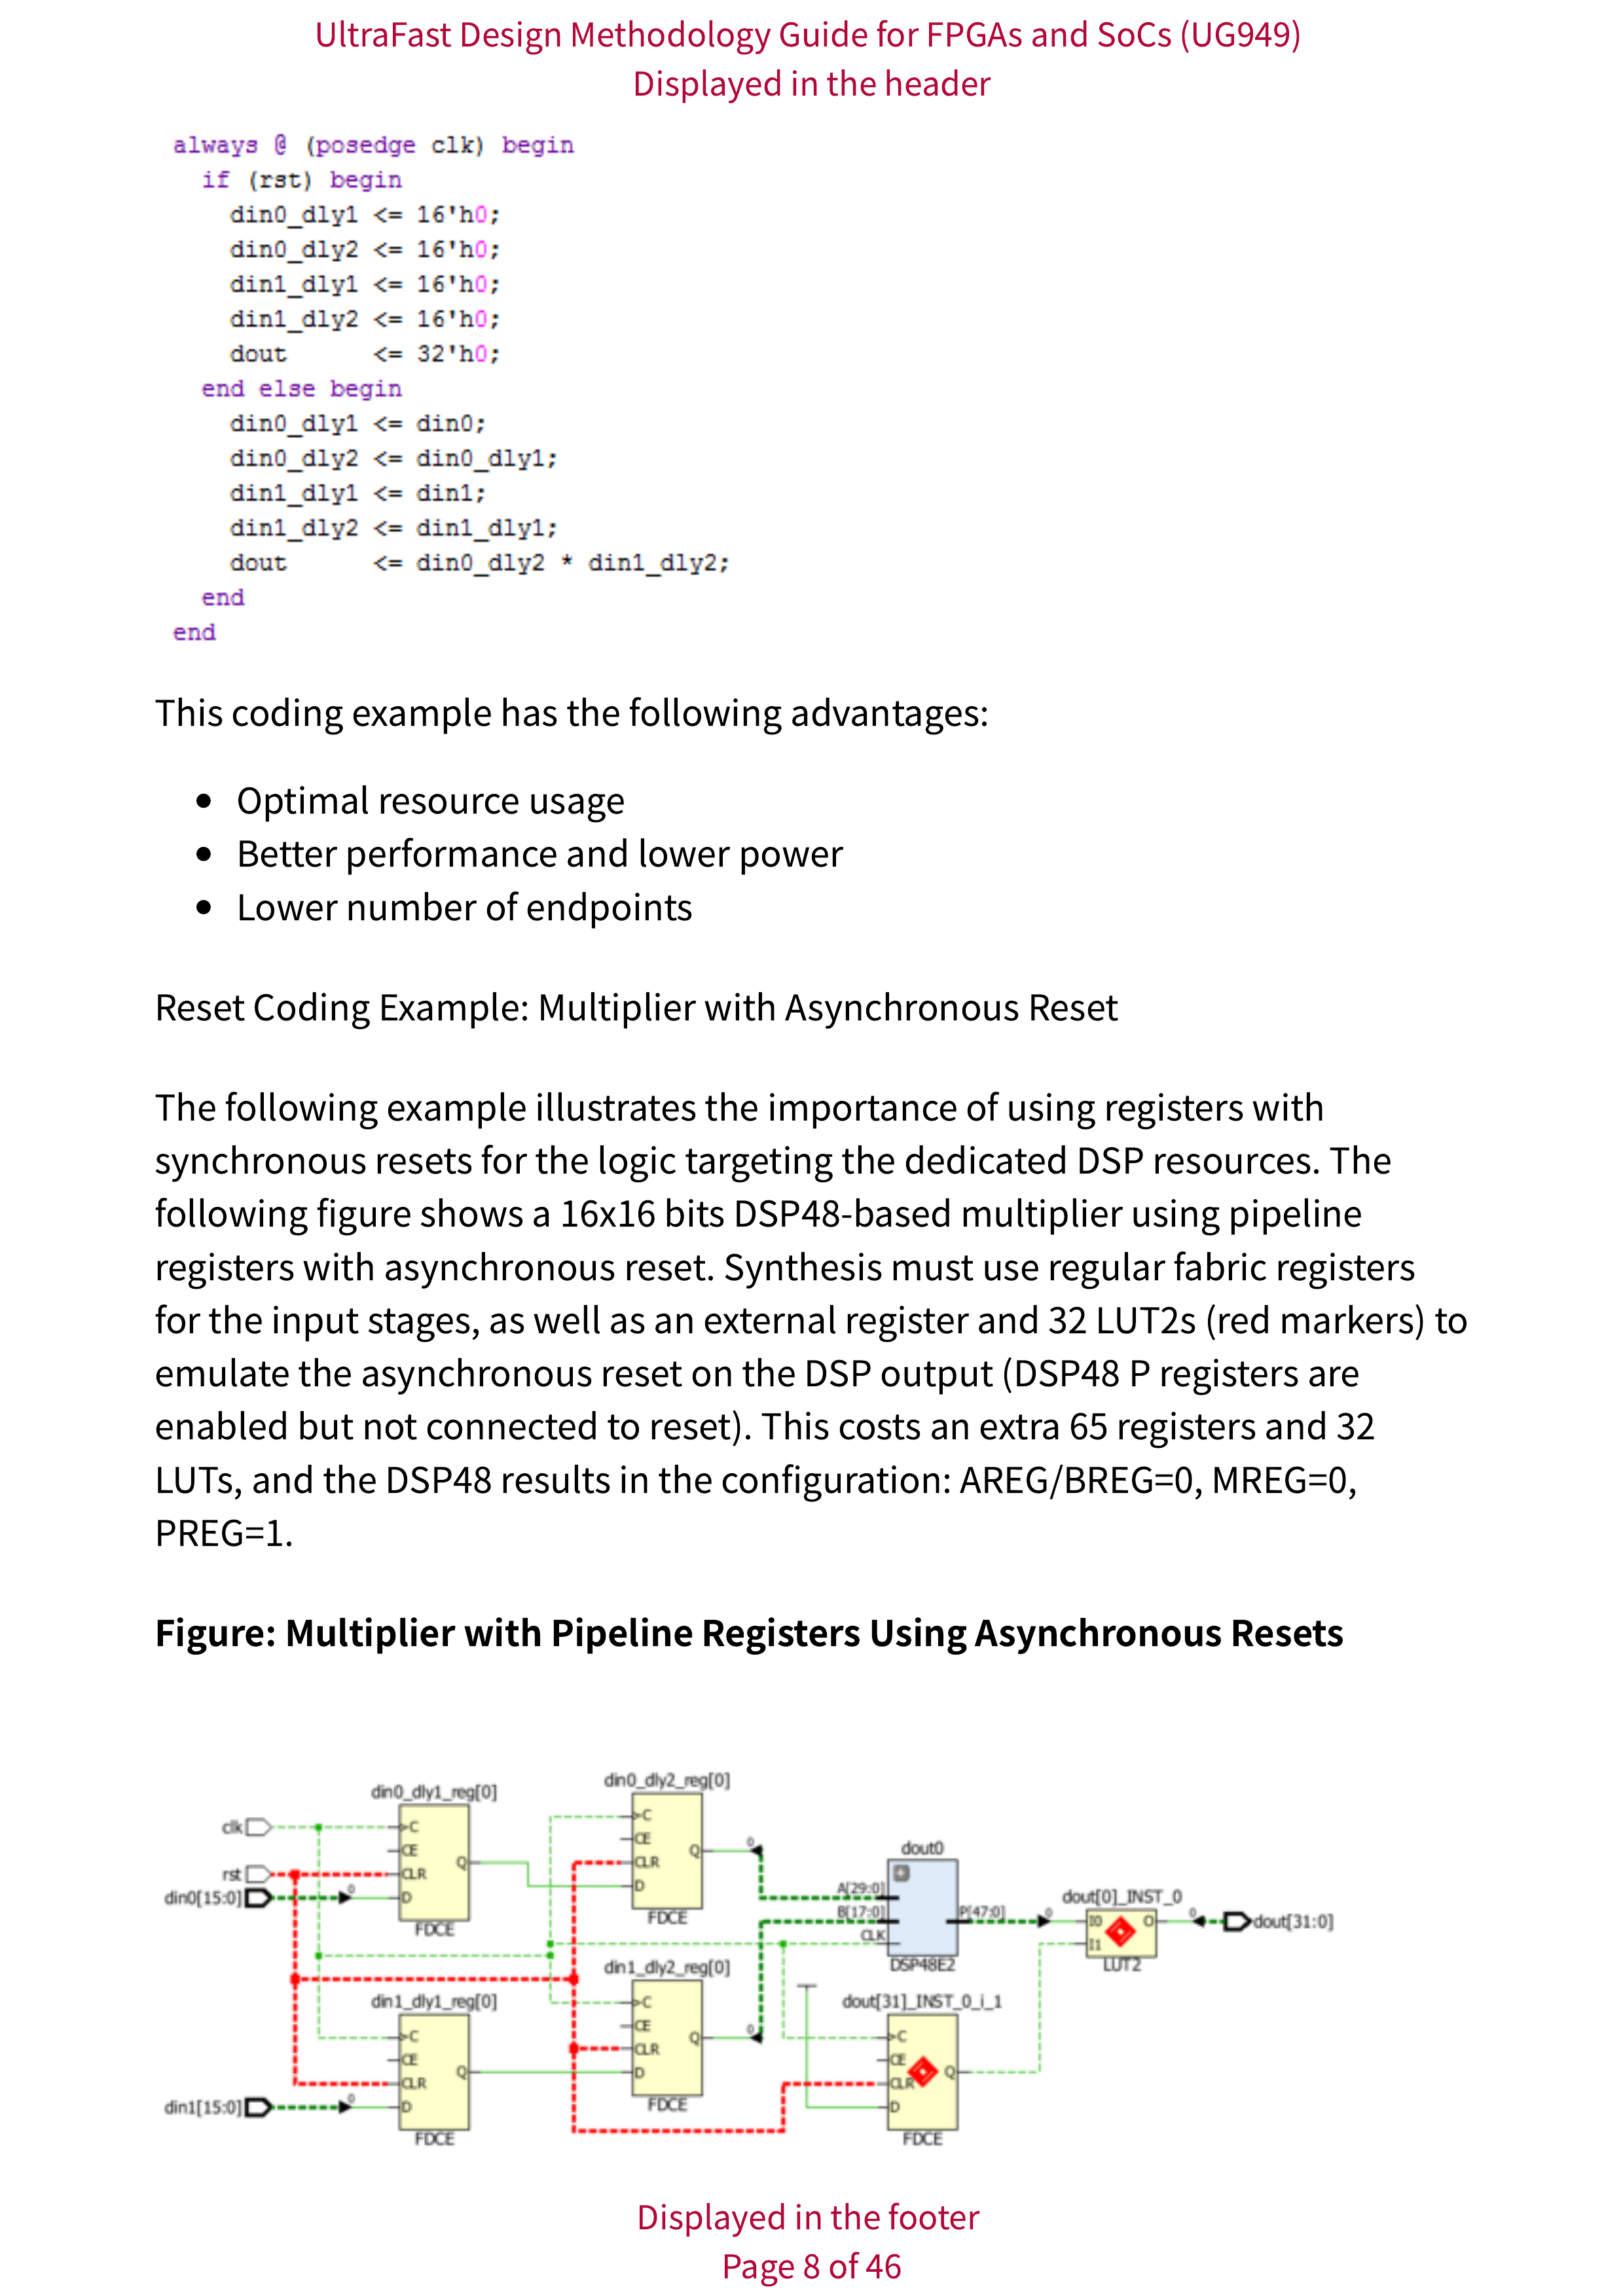 UltraFast Design Methodology Guide for FPGAs and SoCs (UG949)
Displayed in the header
always @ (posedge clk) begin
  if (rst) begin
    din0_dly1 <= 16'h0;
    din0_dly2 <= 16'h0;
    din1_dly1 <= 16'h0;
    din1_dly2 <= 16'h0;
    dout      <= 32'h0;
  end else begin
    din0_dly1 <= din0;
    din0_dly2 <= din0_dly1;
    din1_dly1 <= din1;
    din1_dly2 <= din1_dly1;
    dout      <= din0_dly2 * din1_dly2;
  end
end
This coding example has the following advantages:
• Optimal resource usage
• Better performance and lower power
• Lower number of endpoints
Reset Coding Example: Multiplier with Asynchronous Reset
The following example illustrates the importance of using registers with
synchronous resets for the logic targeting the dedicated DSP resources. The
following figure shows a 16x16 bits DSP48-based multiplier using pipeline
registers with asynchronous reset. Synthesis must use regular fabric registers
for the input stages, as well as an external register and 32 LUT2s (red markers) to
emulate the asynchronous reset on the DSP output (DSP48 P registers are
enabled but not connected to reset). This costs an extra 65 registers and 32
LUTs, and the DSP48 results in the configuration: AREG/BREG=0, MREG=0,
PREG=1.
Figure: Multiplier with Pipeline Registers Using Asynchronous Resets
clk
rst
din0[15:0]
0
din1[15:0]
0
din0_dly1_reg[0]
C
CE
CLR
D
Q
FDCE
din1_dly1_reg[0]
C
CE
CLR
D
Q
FDCE
din0_dly2_reg[0]
C
CE
CLR
D
Q
FDCE
0
din1_dly2_reg[0]
C
CE
CLR
D
Q
FDCE
0
dout0
A[29:0]
B[17:0]
CLK
P[47:0]
DSP48E2
dout[31]_INST_0_i_1
C
CE
CLR
D
Q
FDCE
0
dout[0]_INST_0
I0
I1
O
LUT2
0
dout[31:0]
Displayed in the footer
Page 8 of 46